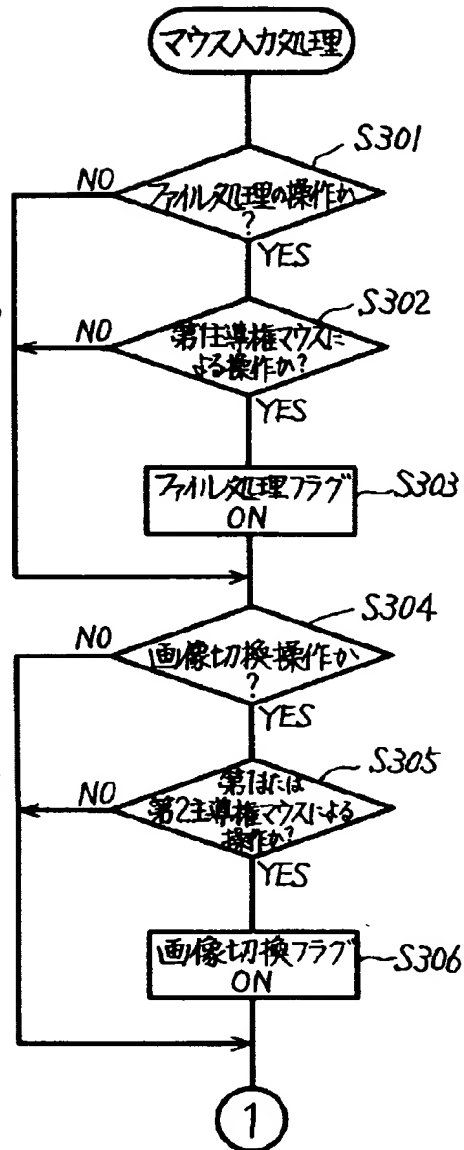 マウス入力処理
S301
NO
ファイル処理の操作か
?
YES
S302
NO
第1主導権マウスに
よる操作か?
YES
ファイル処理フラグ
ON
S303
S304
NO
画像切換操作か
?
YES
S305
NO
第1または
第2主導権マウスによる
操作か?
YES
画像切換フラグ
ON
S306
1